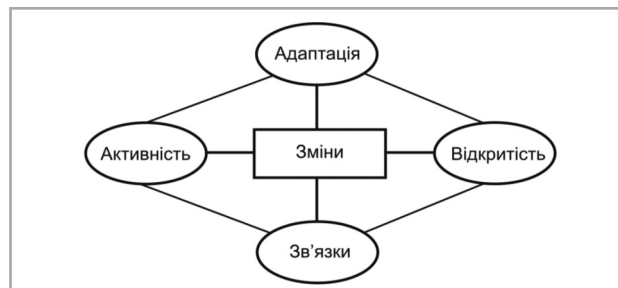 Адаптація
Активність
Зміни
Відкритість
Зв'язки